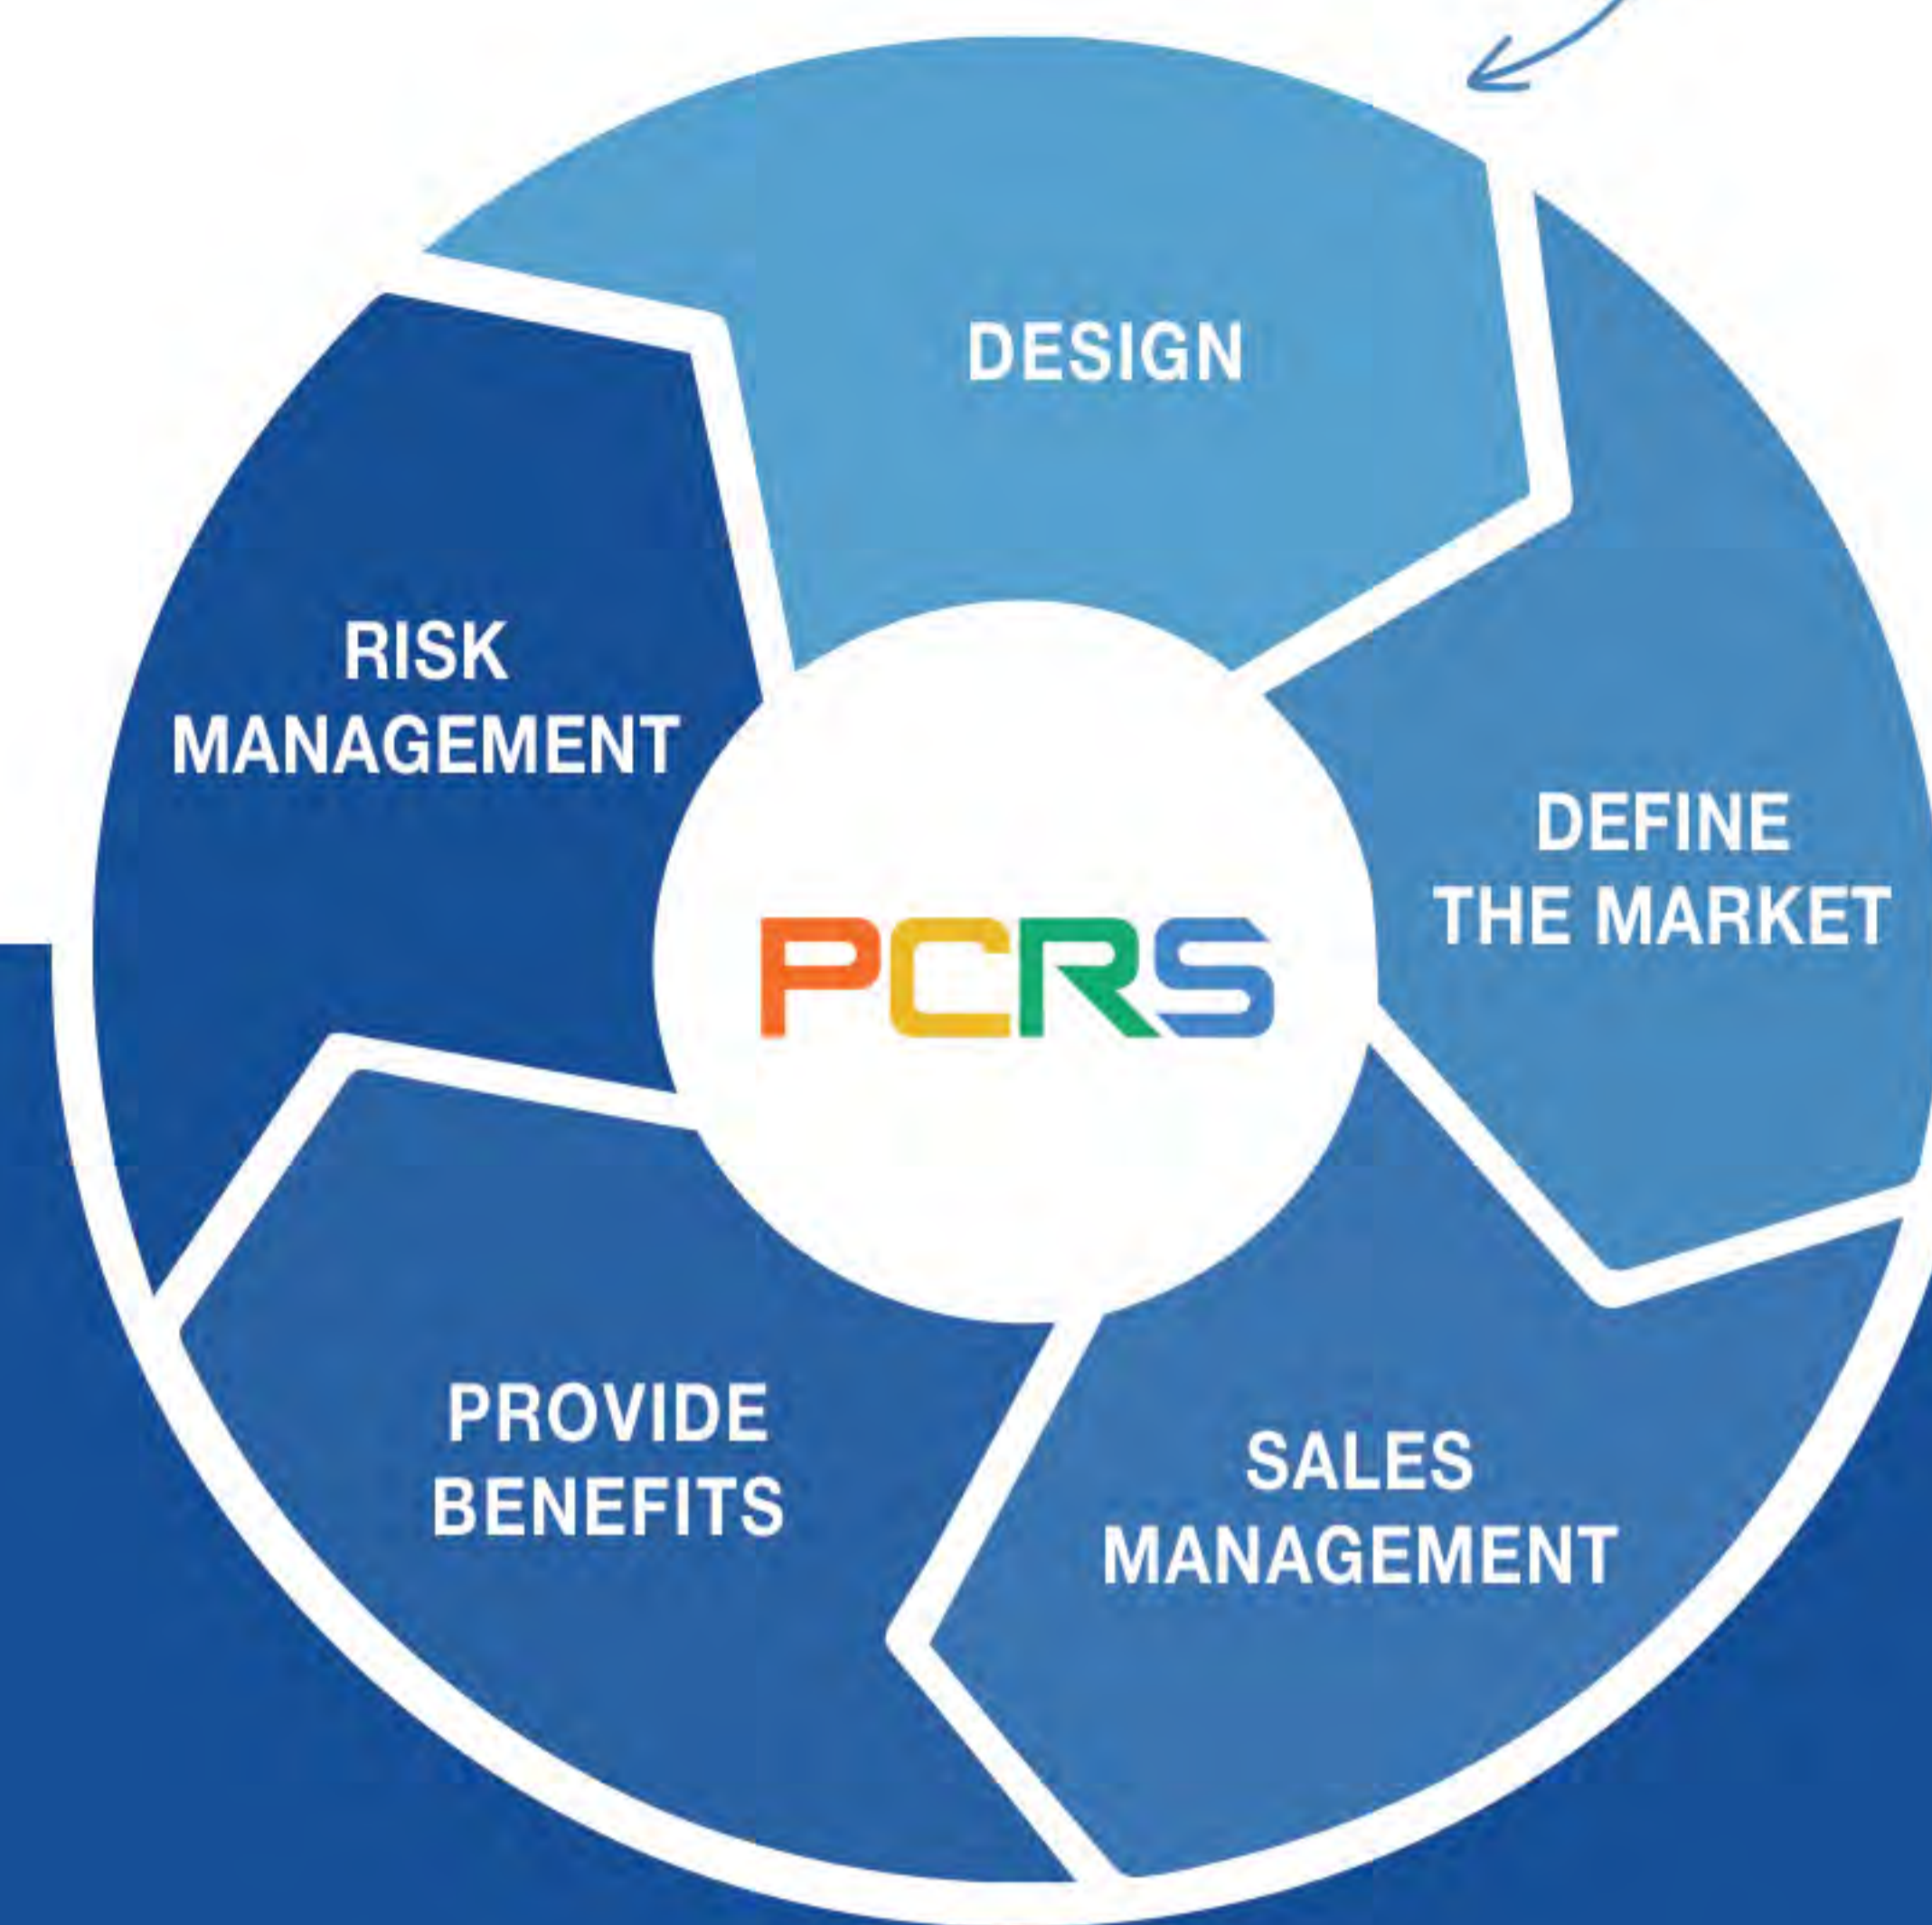 DESIGN
DEFINE
THE MARKET
SALES
MANAGEMENT
PROVIDE
BENEFITS
RISK
MANAGEMENT
PCRS